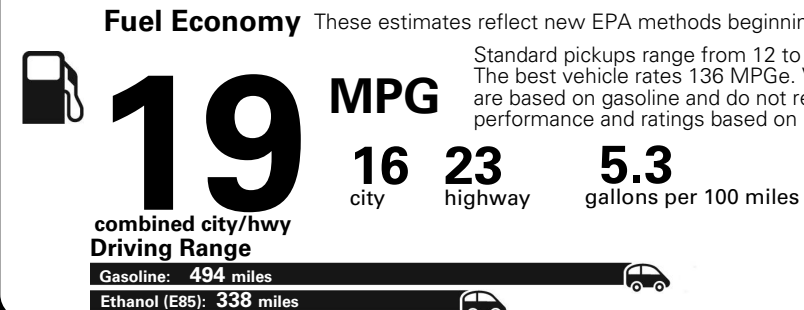 Fuel Economy These estimates reflect new EPA methods beginning
Standard pickups range from 12 to
The best vehicle rates 136 MPGe.
are based on gasoline and do not
performance and ratings based on
19 MPG
16 city
23 highway
5.3 gallons per 100 miles
combined city/hwy
Driving Range
Gasoline: 494 miles
Ethanol (E85): 338 miles